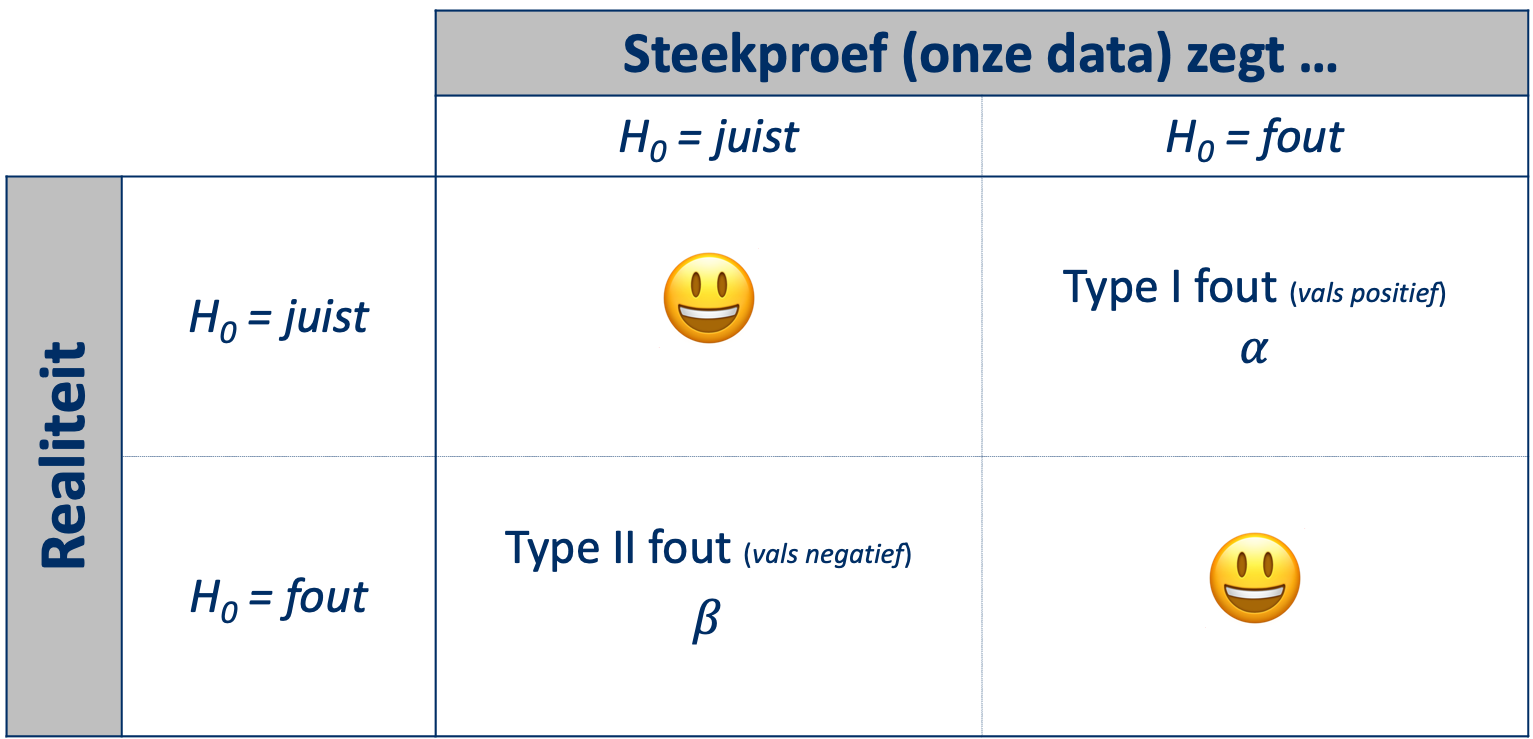 Steekproef (onze data) zegt …
H₀ = juist
H₀ = fout
Realiteit
H₀ = juist
Type I fout (vals positief)
α
H₀ = fout
Type II fout (vals negatief)
β